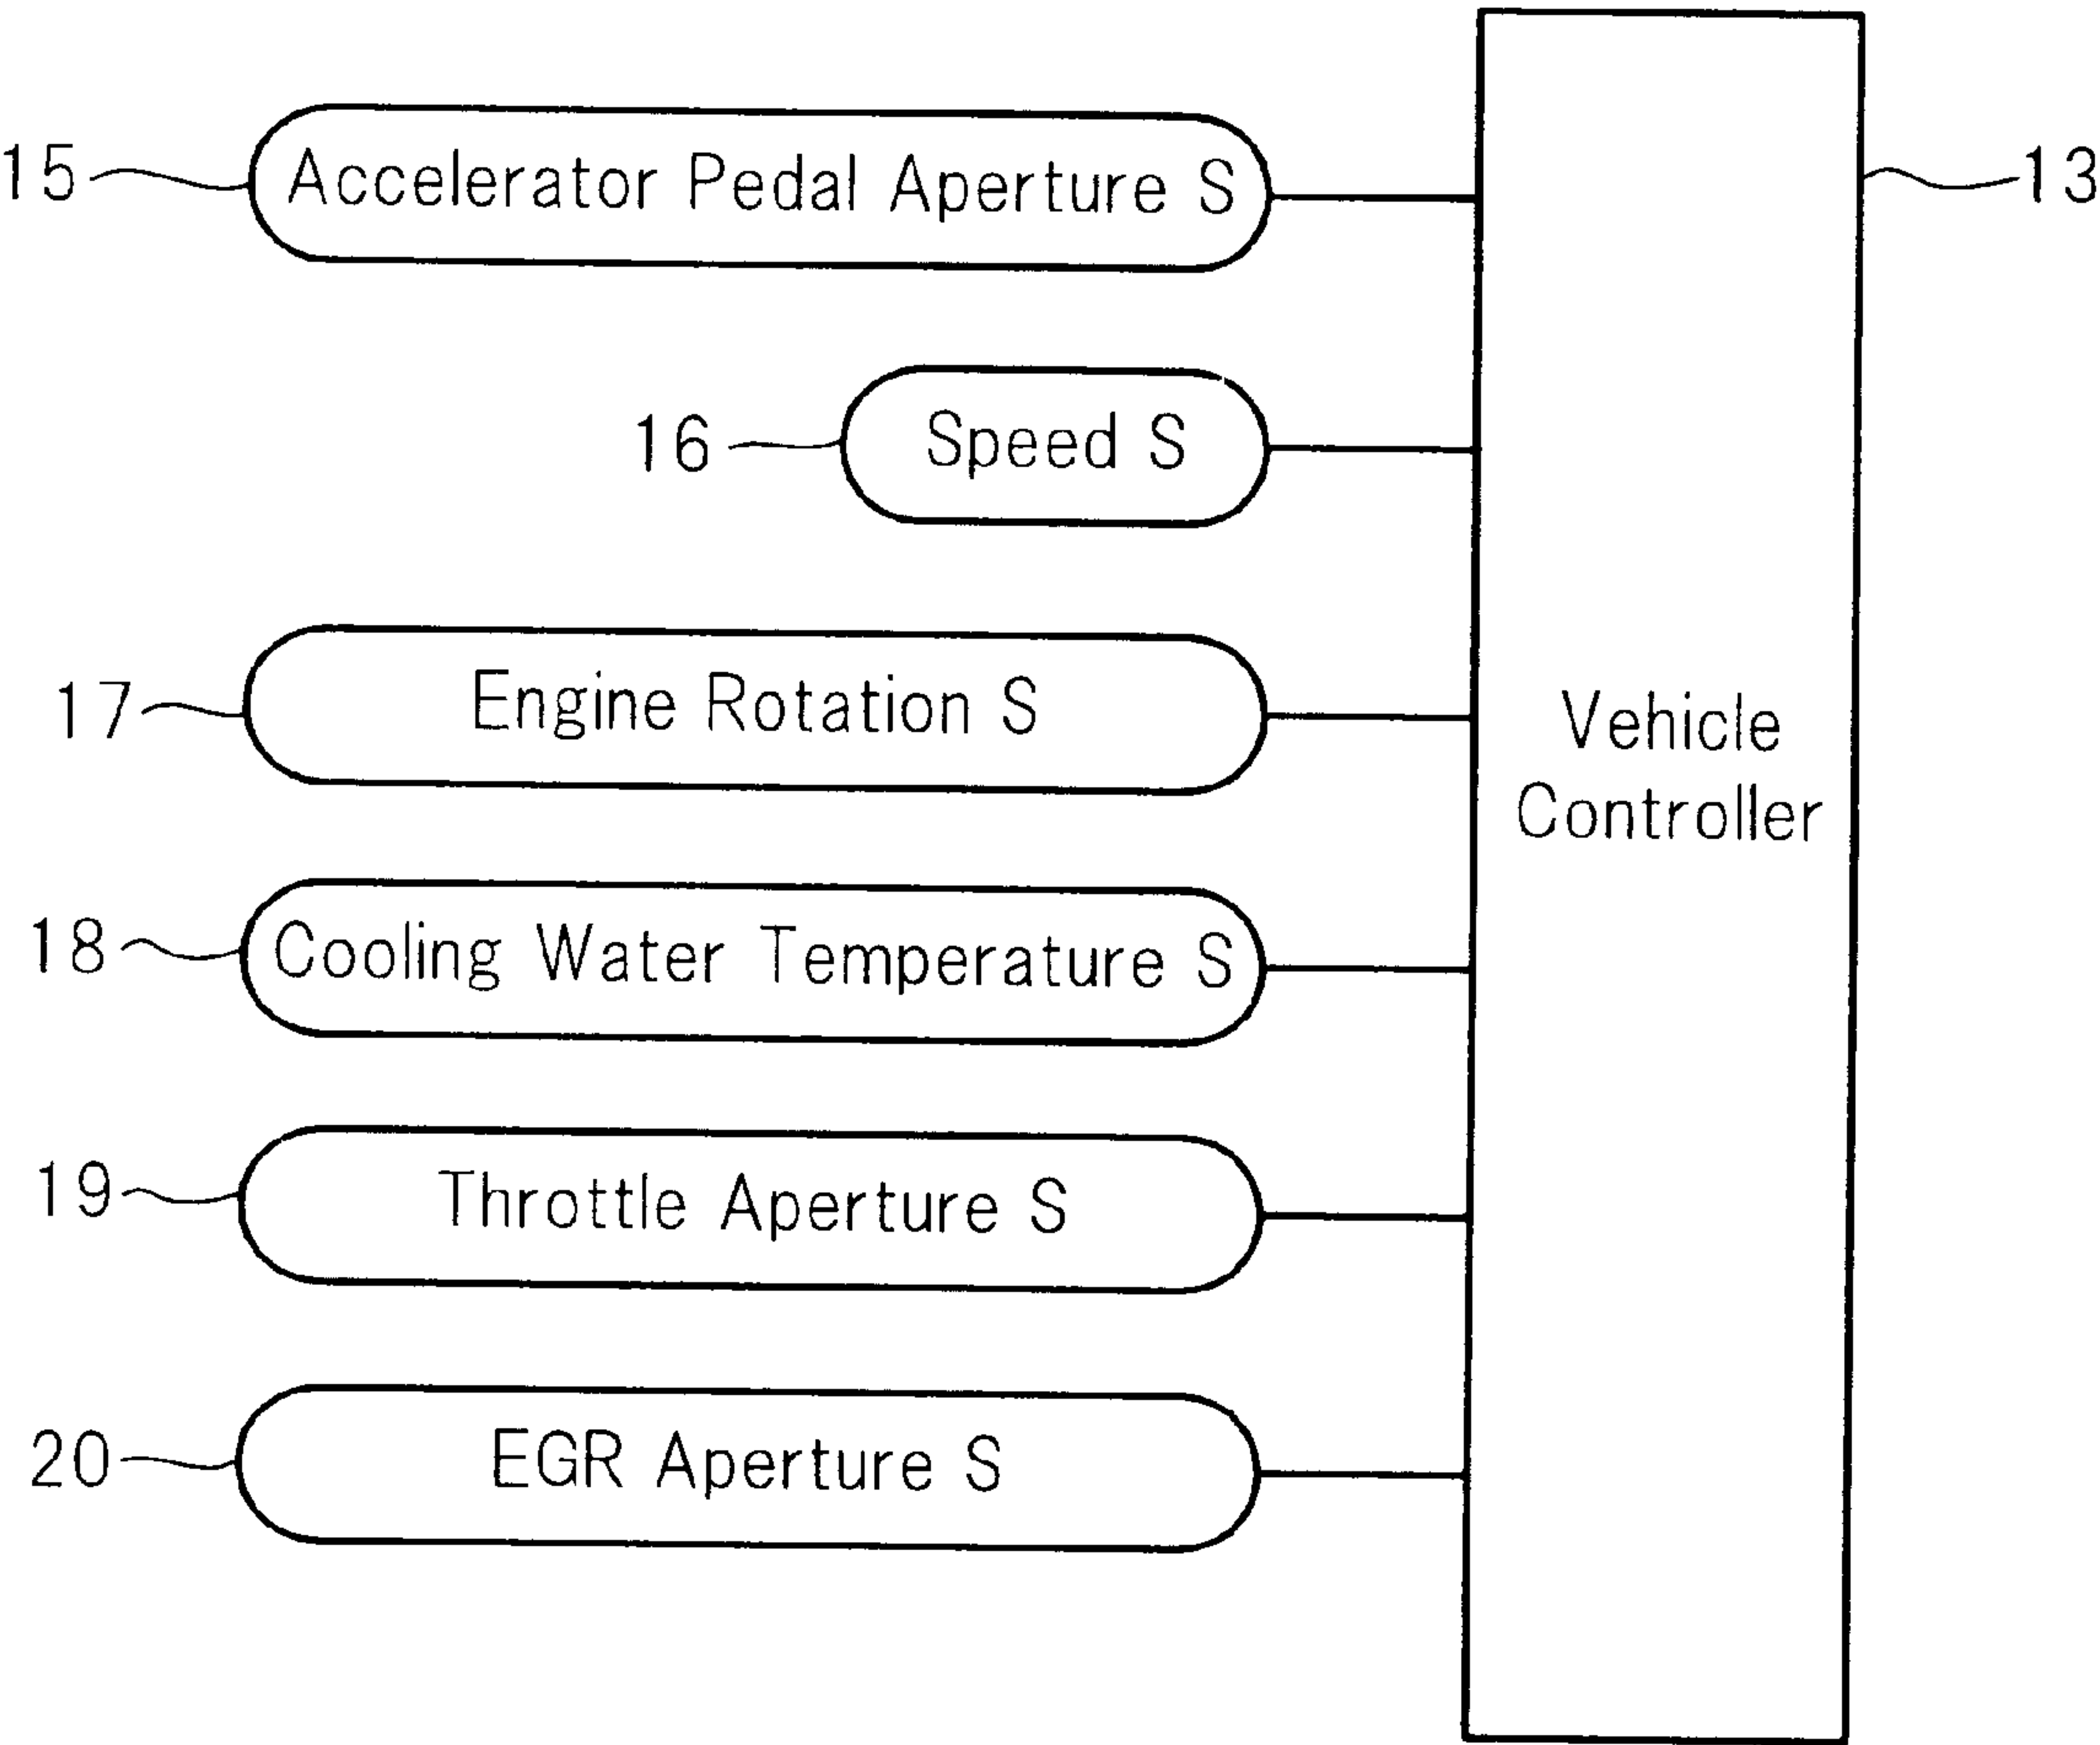 15 Accelerator Pedal Aperture S 13
16 Speed S
17 Engine Rotation S
Vehicle
Controller
18 Cooling Water Temperature S
19 Throttle Aperture S
20 EGR Aperture S